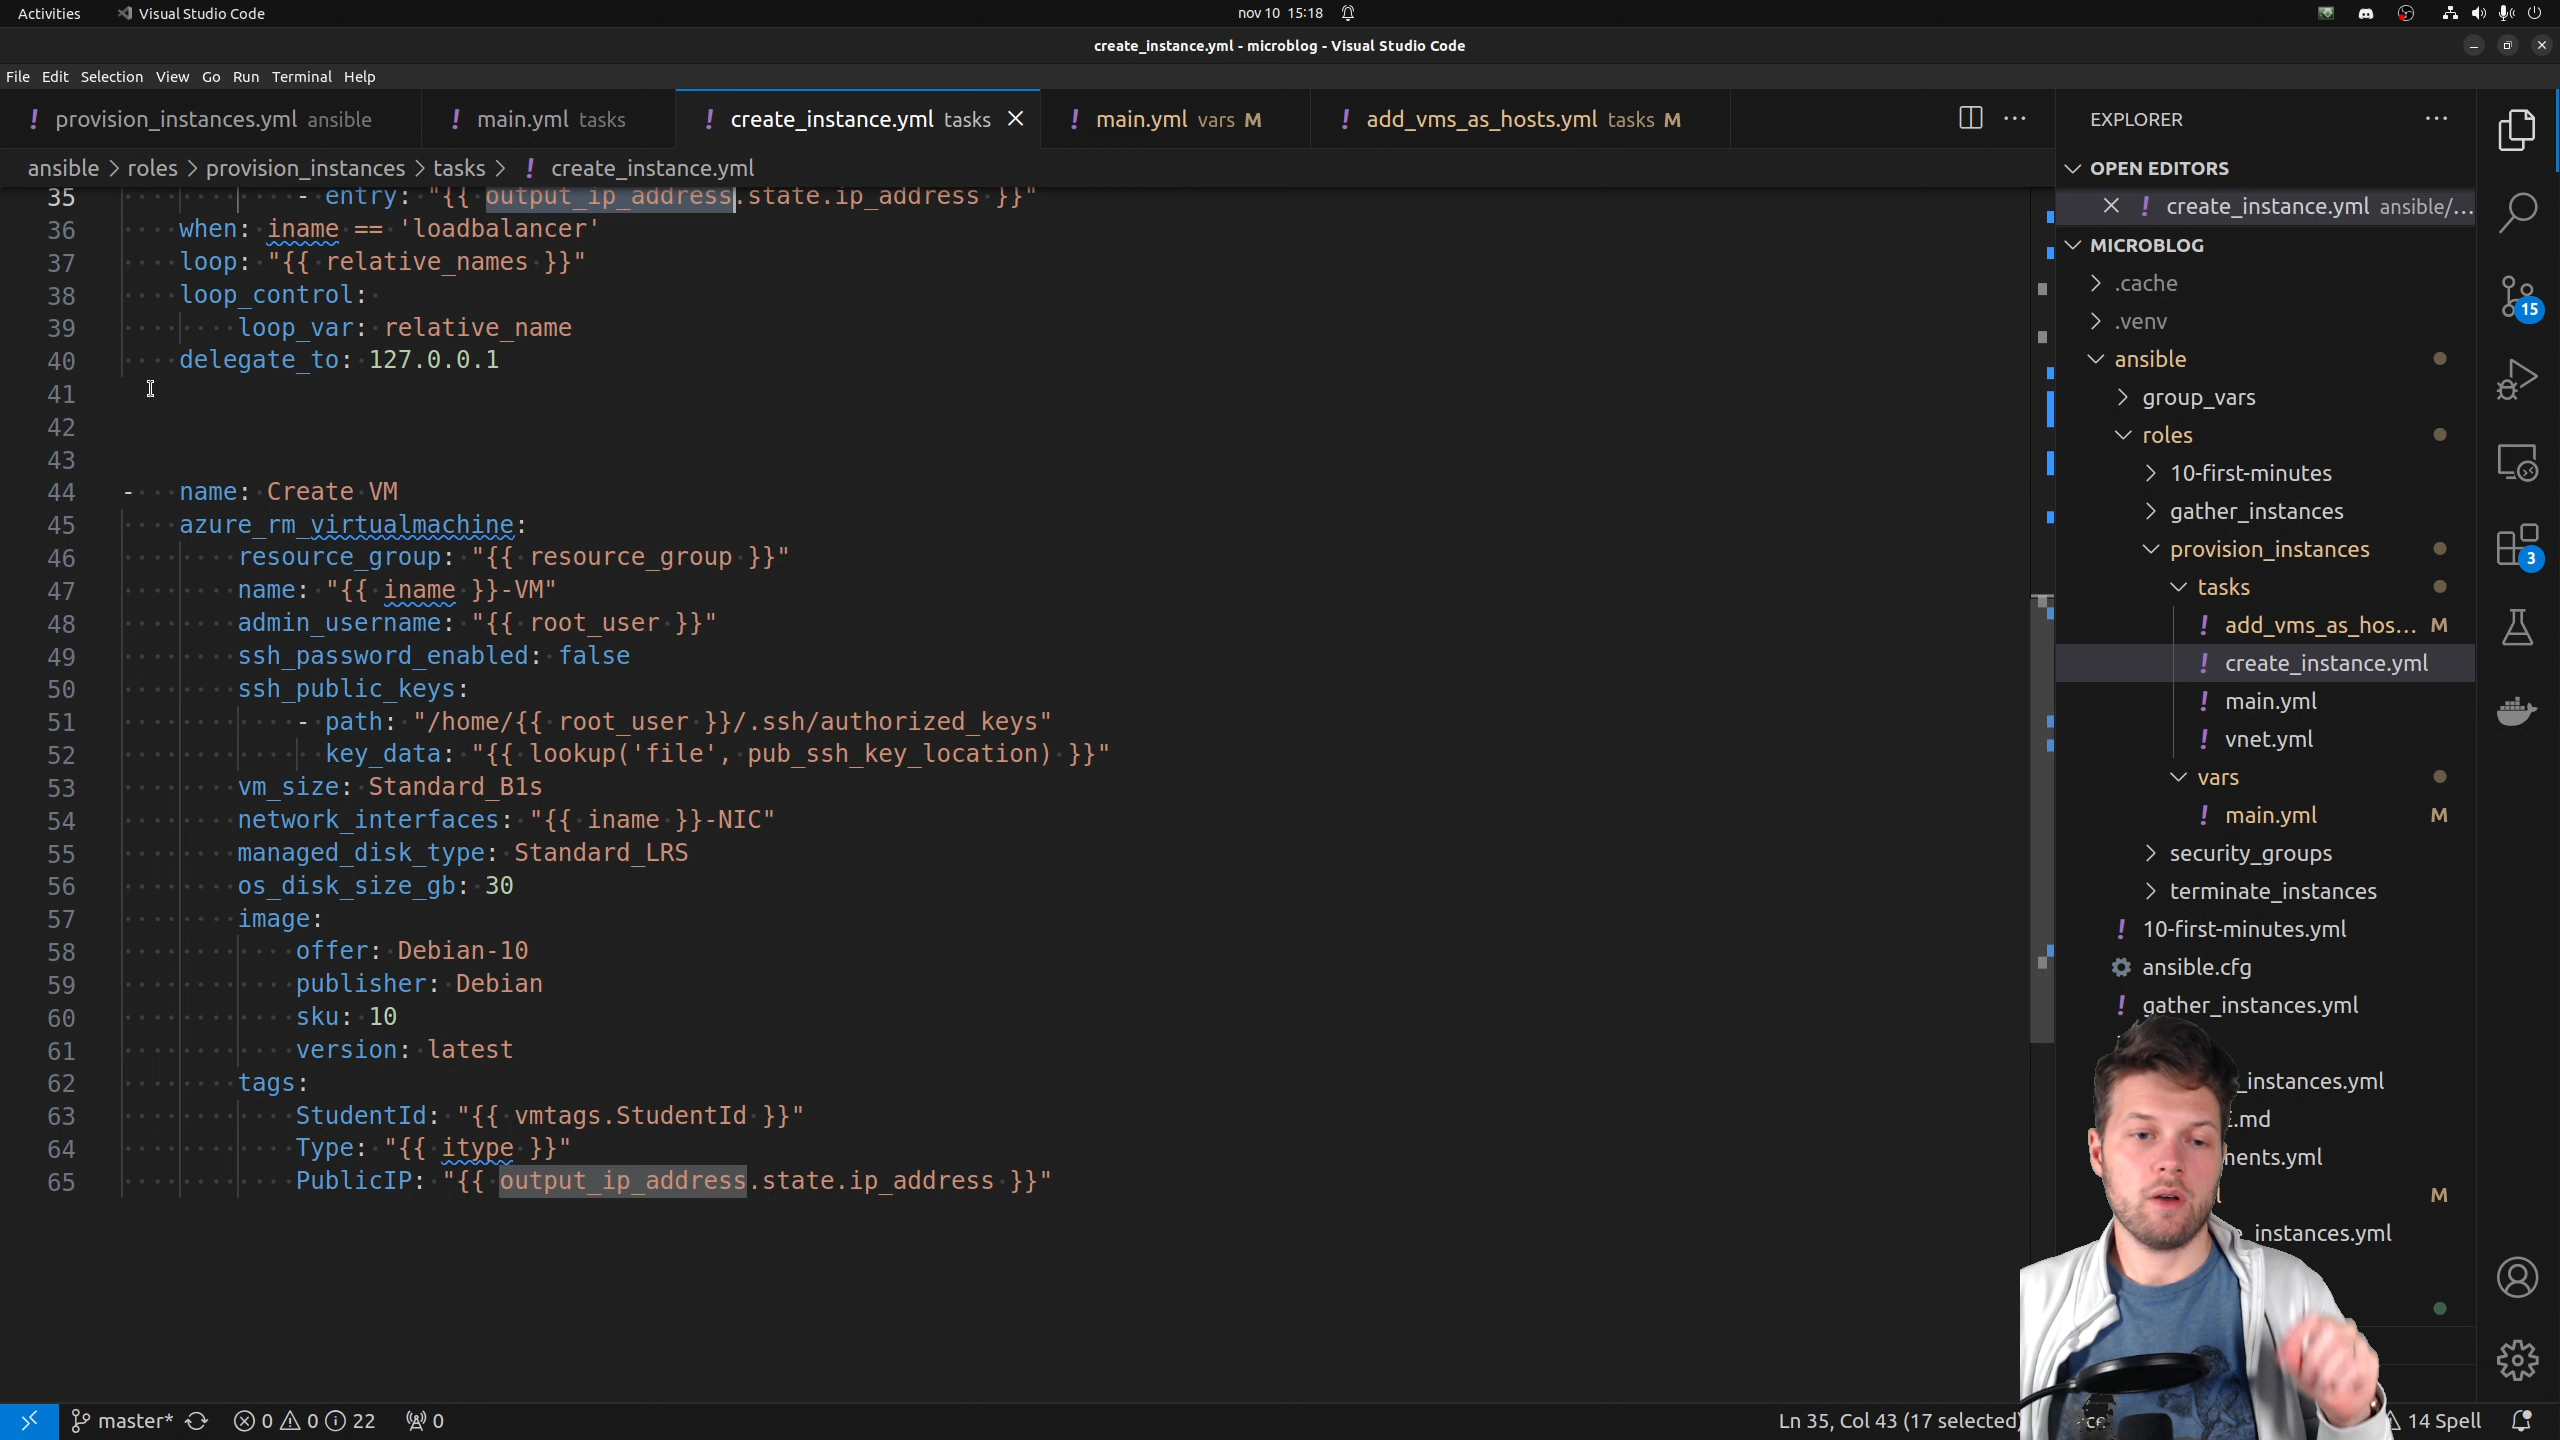 Activities
Visual Studio Code
nov 10 15:18
create_instance.yml - microblog - Visual Studio Code
File Edit Selection View Go Run Terminal Help
! provision_instances.yml ansible
! main.yml tasks
! create_instance.yml tasks
! main.yml vars M
! add_vms_as_hosts.yml tasks M
ansible > roles > provision_instances > tasks > ! create_instance.yml
35 - entry: "{{ output_ip_address.state.ip_address }}"
36 when: iname == 'loadbalancer'
37 loop: "{{ relative_names }}"
38 loop_control:
39 loop_var: relative_name
40 delegate_to: 127.0.0.1
41
42
43
44 - name: Create VM
45 azure_rm_virtualmachine:
46 resource_group: "{{ resource_group }}"
47 name: "{{ iname }}-VM"
48 admin_username: "{{ root_user }}"
49 ssh_password_enabled: false
50 ssh_public_keys:
51 - path: "/home/{{ root_user }}/.ssh/authorized_keys"
52 key_data: "{{ lookup('file', pub_ssh_key_location) }}"
53 vm_size: Standard_B1s
54 network_interfaces: "{{ iname }}-NIC"
55 managed_disk_type: Standard_LRS
56 os_disk_size_gb: 30
57 image:
58 offer: Debian-10
59 publisher: Debian
60 sku: 10
61 version: latest
62 tags:
63 StudentId: "{{ vmtags.StudentId }}"
64 Type: "{{ itype }}"
65 PublicIP: "{{ output_ip_address.state.ip_address }}"
EXPLORER
OPEN EDITORS
! create_instance.yml ansible/...
MICROBLOG
.cache
.venv
ansible
group_vars
roles
10-first-minutes
gather_instances
provision_instances
tasks
! add_vms_as_hos... M
! create_instance.yml
! main.yml
! vnet.yml
vars
! main.yml M
security_groups
terminate_instances
! 10-first-minutes.yml
ansible.cfg
! gather_instances.yml
_instances.yml
.md
ents.yml
M
_instances.yml
15
3
master*
0 0 22
0
Ln 35, Col 43 (17 selected)
14 Spell